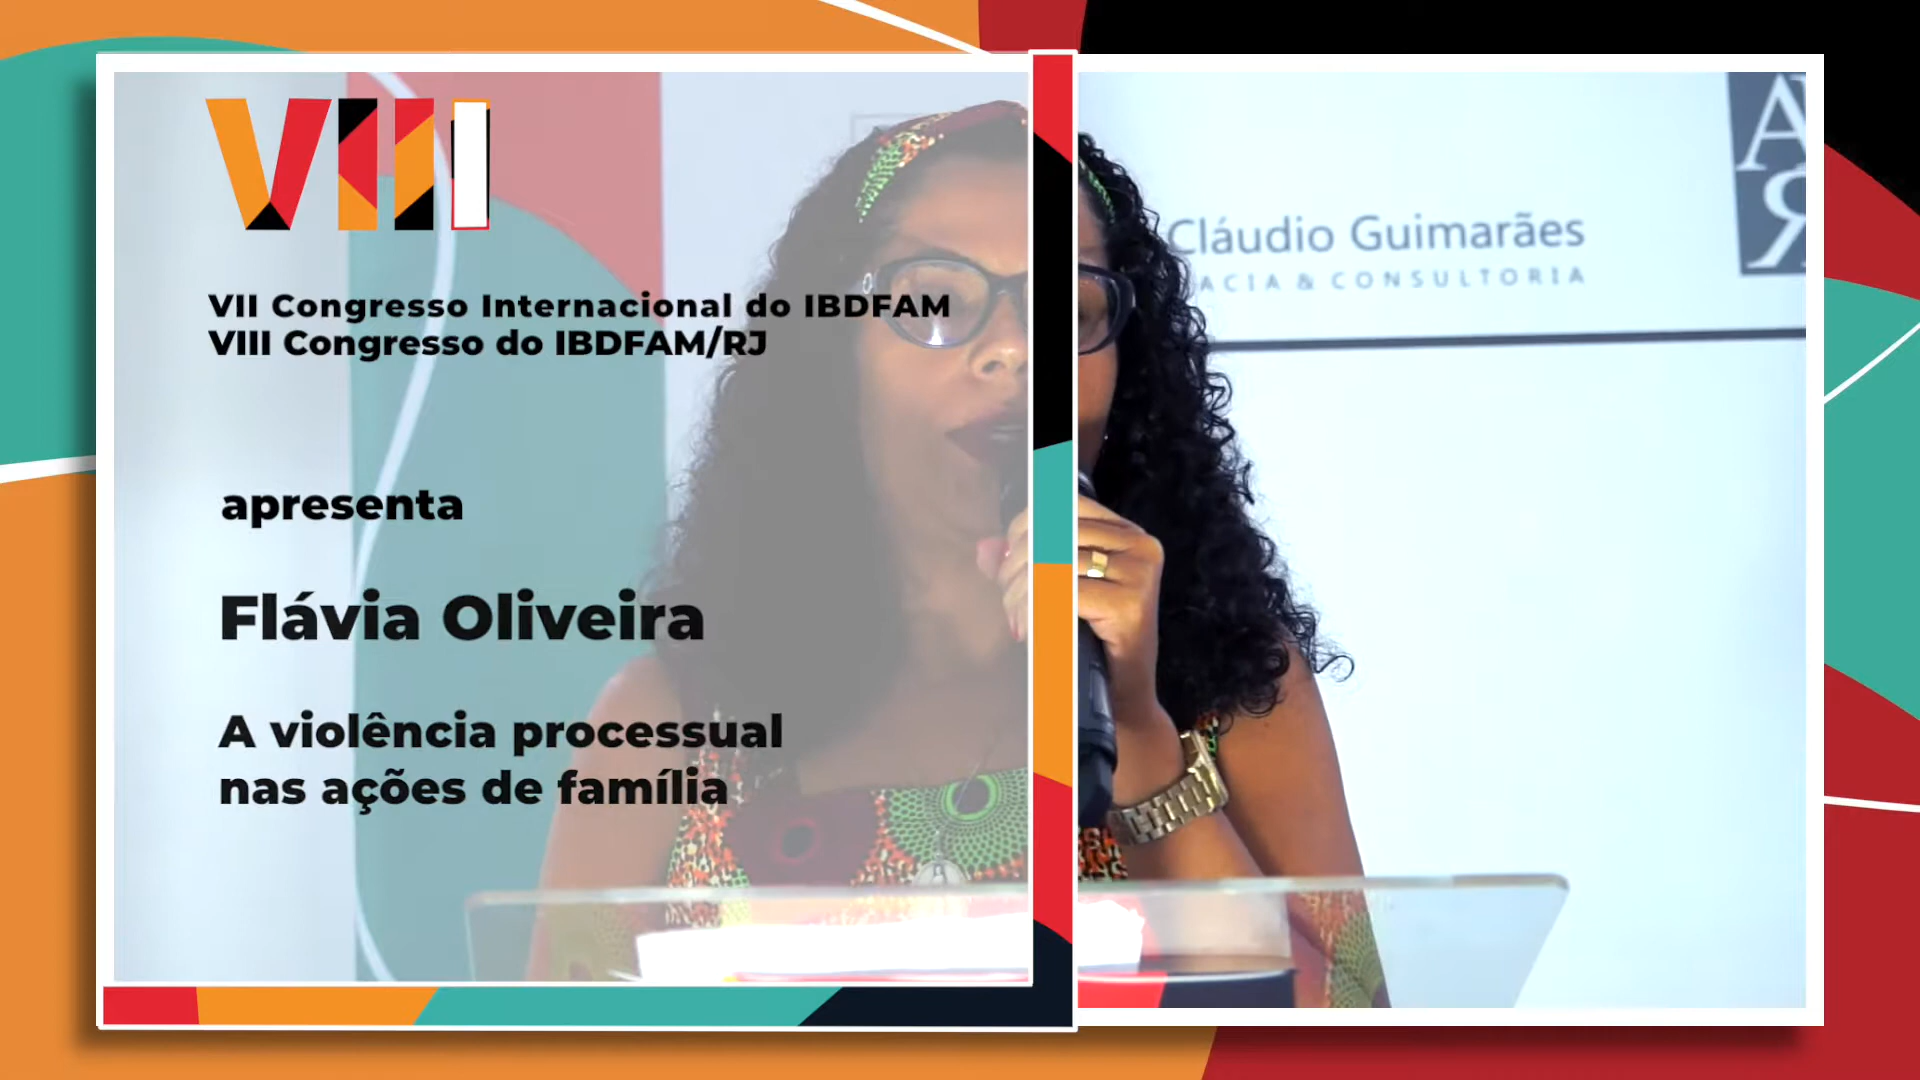 VIII
VII Congresso Internacional do IBDFAM
VIII Congresso do IBDFAM/RJ
apresenta
Flávia Oliveira
A violência processual
nas ações de família
Cláudio Guimarães
& CONSULTORIA